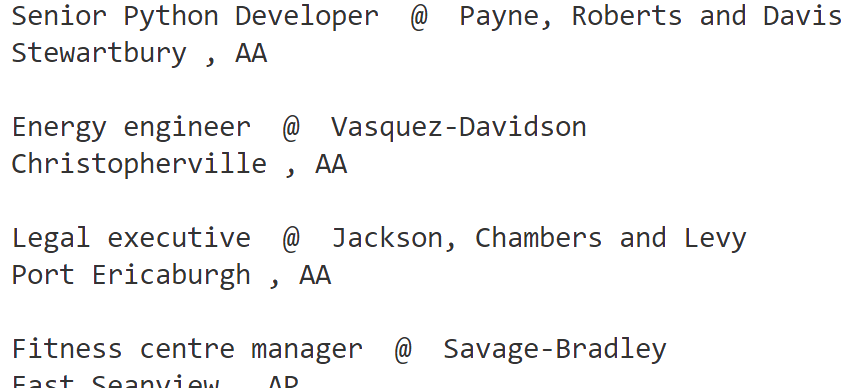 Senior Python Developer  @  Payne, Roberts and Davis
Stewartbury , AA
Energy engineer  @  Vasquez-Davidson
Christopherville , AA
Legal executive  @  Jackson, Chambers and Levy
Port Ericaburgh , AA
Fitness centre manager  @  Savage-Bradley
East Seanview , AP